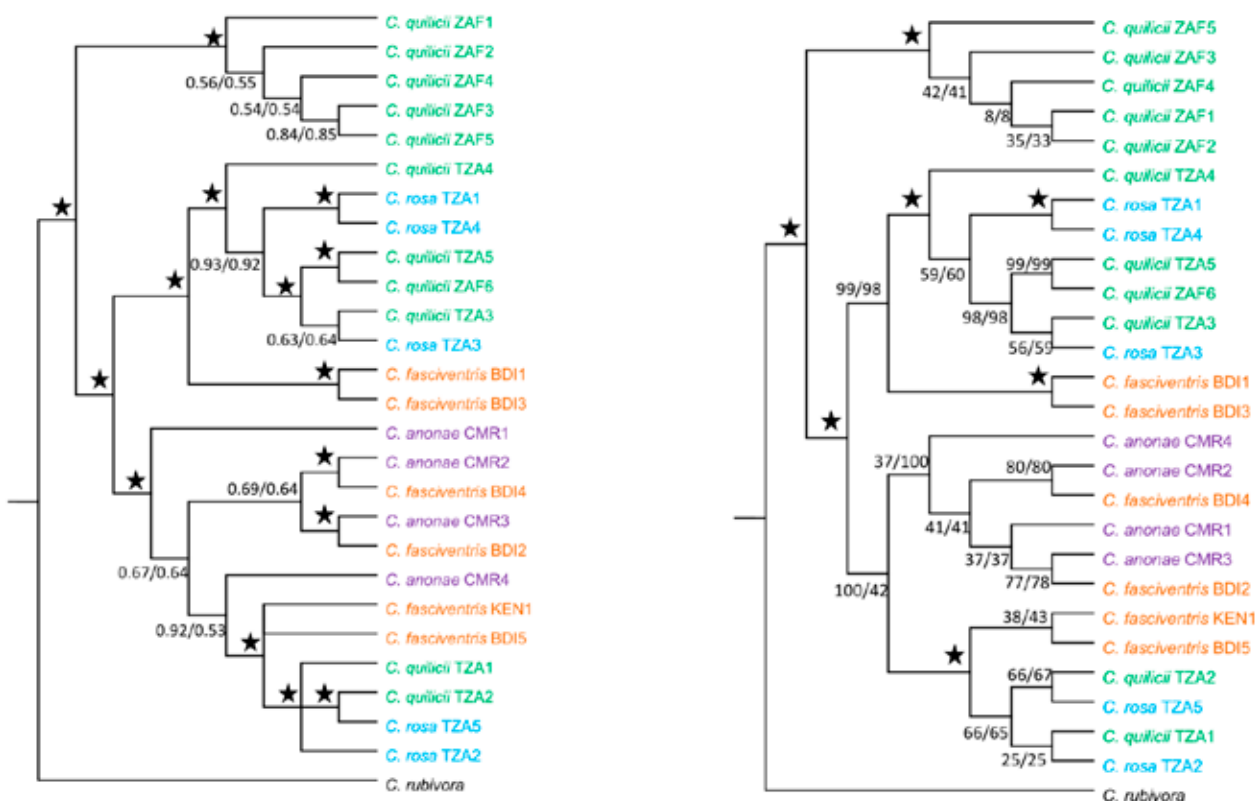 C. quilicii ZAF1
C. quilicii ZAF2
0.56/0.55
C. quilicii ZAF4
0.54/0.54
C. quilicii ZAF3
0.84/0.85
C. quilicii ZAF5
C. quilicii TZA4
C. rosa TZA1
C. rosa TZA4
0.93/0.92
C. quilicii TZA5
C. quilicii ZAF6
C. quilicii TZA3
0.63/0.64
C. rosa TZA3
C. fasciventris BDI1
C. fasciventris BDI3
C. anonae CMR1
C. anonae CMR2
0.69/0.64
C. fasciventris BDI4
C. anonae CMR3
C. fasciventris BDI2
0.67/0.64
C. anonae CMR4
C. fasciventris KEN1
0.92/0.53
C. fasciventris BDI5
C. quilicii TZA1
C. quilicii TZA2
C. rosa TZA5
C. rosa TZA2
C. rubivora
C. quilicii ZAF5
C. quilicii ZAF3
42/41
C. quilicii ZAF4
8/8
C. quilicii ZAF1
35/33
C. quilicii ZAF2
C. quilicii TZA4
C. rosa TZA1
C. rosa TZA4
59/60
99/99
C. quilicii TZA5
99/98
C. quilicii ZAF6
98/98
C. quilicii TZA3
56/59
C. rosa TZA3
C. fasciventris BDI1
C. fasciventris BDI3
C. anonae CMR4
37/100
80/80
C. anonae CMR2
C. fasciventris BDI4
41/41
C. anonae CMR1
37/37
C. anonae CMR3
77/78
C. fasciventris BDI2
100/42
38/43
C. fasciventris KEN1
C. fasciventris BDI5
66/67
C. quilicii TZA2
C. rosa TZA5
66/65
C. quilicii TZA1
25/25
C. rosa TZA2
C. rubivora